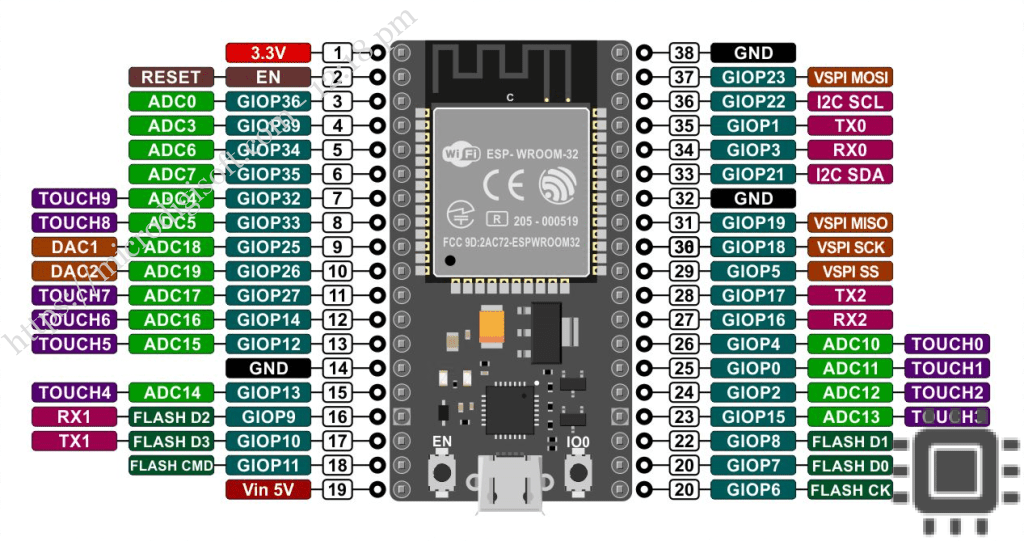 3.3V 1 38 GND
RESET EN 2 37 GIOP23 VSPI MOSI
ADC0 GIOP36 3 36 GIOP22 I2C SCL
C
ADC3 GIOP39 4 35 GIOP1 TX0
ADC6 GIOP34 5 WiFi ESP-WROOM-32 34 GIOP3 RX0
ADC7 GIOP35 6 CE 33 GIOP21 I2C SDA
TOUCH9 ADC4 GIOP32 7 32 GND
TOUCH8 ADC5 GIOP33 8 R 205-000519 31 GIOP19 VSPI MISO
DAC1 ADC18 GIOP25 9 FCC 9D:2AC72-ESPWROOM32 30 GIOP18 VSPI SCK
DAC2 ADC19 GIOP26 10 29 GIOP5 VSPI SS
TOUCH7 ADC17 GIOP27 11 28 GIOP17 TX2
TOUCH6 ADC16 GIOP14 12 27 GIOP16 RX2
TOUCH5 ADC15 GIOP12 13 26 GIOP4 ADC10 TOUCH0
GND 14 25 GIOP0 ADC11 TOUCH1
TOUCH4 ADC14 GIOP13 15 24 GIOP2 ADC12 TOUCH2
RX1 FLASH D2 GIOP9 16 23 GIOP15 ADC13 TOUCH3
TX1 FLASH D3 GIOP10 17 EN IO0 22 GIOP8 FLASH D1
FLASH CMD GIOP11 18 20 GIOP7 FLASH D0
Vin 5V 19 20 GIOP6 FLASH CK